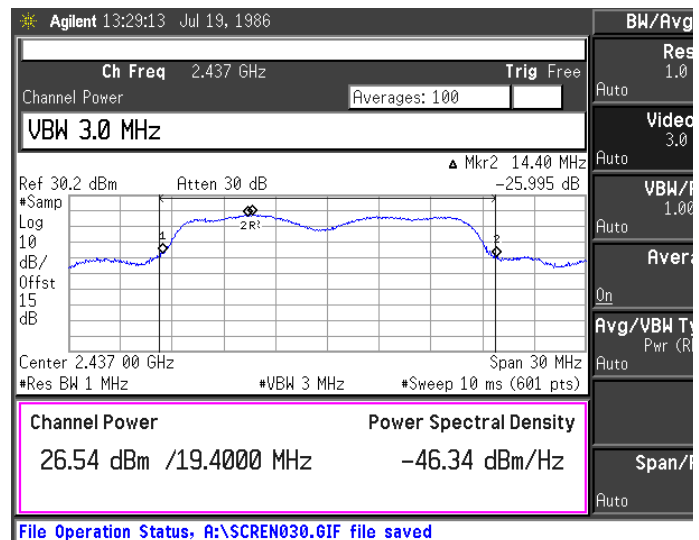 Agilent 13:29:13 Jul 19, 1986
BW/Avg
Ch Freq 2.437 GHz Trig Free
Channel Power Averages: 100
VBW 3.0 MHz
Δ Mkr2 14.40 MHz
Ref 30.2 dBm Atten 30 dB -25.995 dB
#Samp
Log
10
dB/
Offst
15
dB
1
2R
2
Center 2.437 00 GHz Span 30 MHz
#Res BW 1 MHz #VBW 3 MHz #Sweep 10 ms (601 pts)
Channel Power Power Spectral Density
26.54 dBm /19.4000 MHz -46.34 dBm/Hz
File Operation Status, A:\SCREN030.GIF file saved
Res
1.0
Auto
Video
3.0
Auto
VBW/R
1.00
Auto
Avera
On
Avg/VBW Ty
Pwr (R
Auto
Span/R
Auto